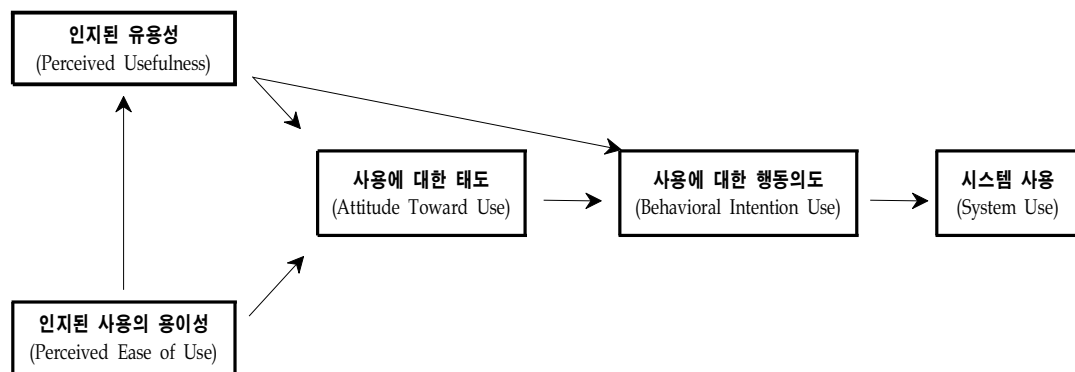 인지된 유용성
(Perceived Usefulness)
사용에 대한 태도
(Attitude Toward Use)
사용에 대한 행동의도
(Behavioral Intention Use)
시스템 사용
(System Use)
인지된 사용의 용이성
(Perceived Ease of Use)